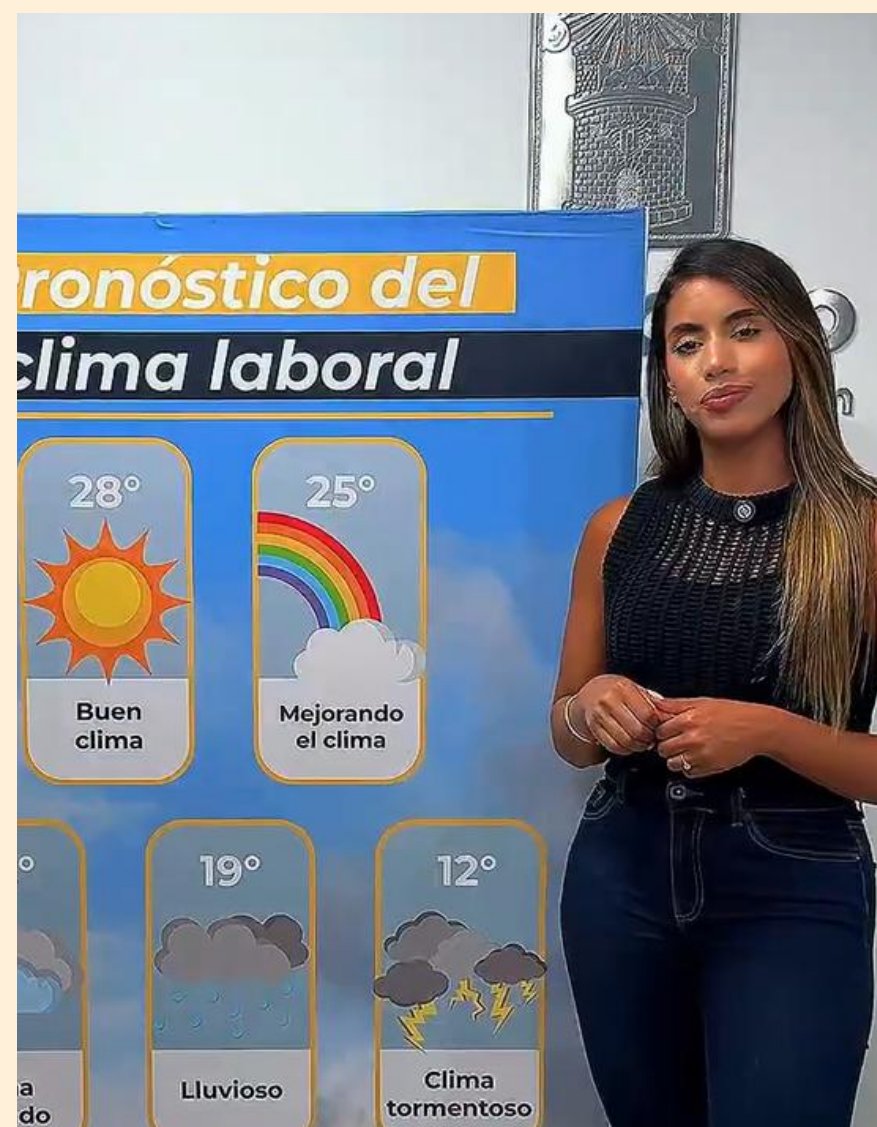 ronóstico del
clima laboral
28°
25°
Buen
clima
Mejorando
el clima
19°
12°
Lluvioso
Clima
tormentoso